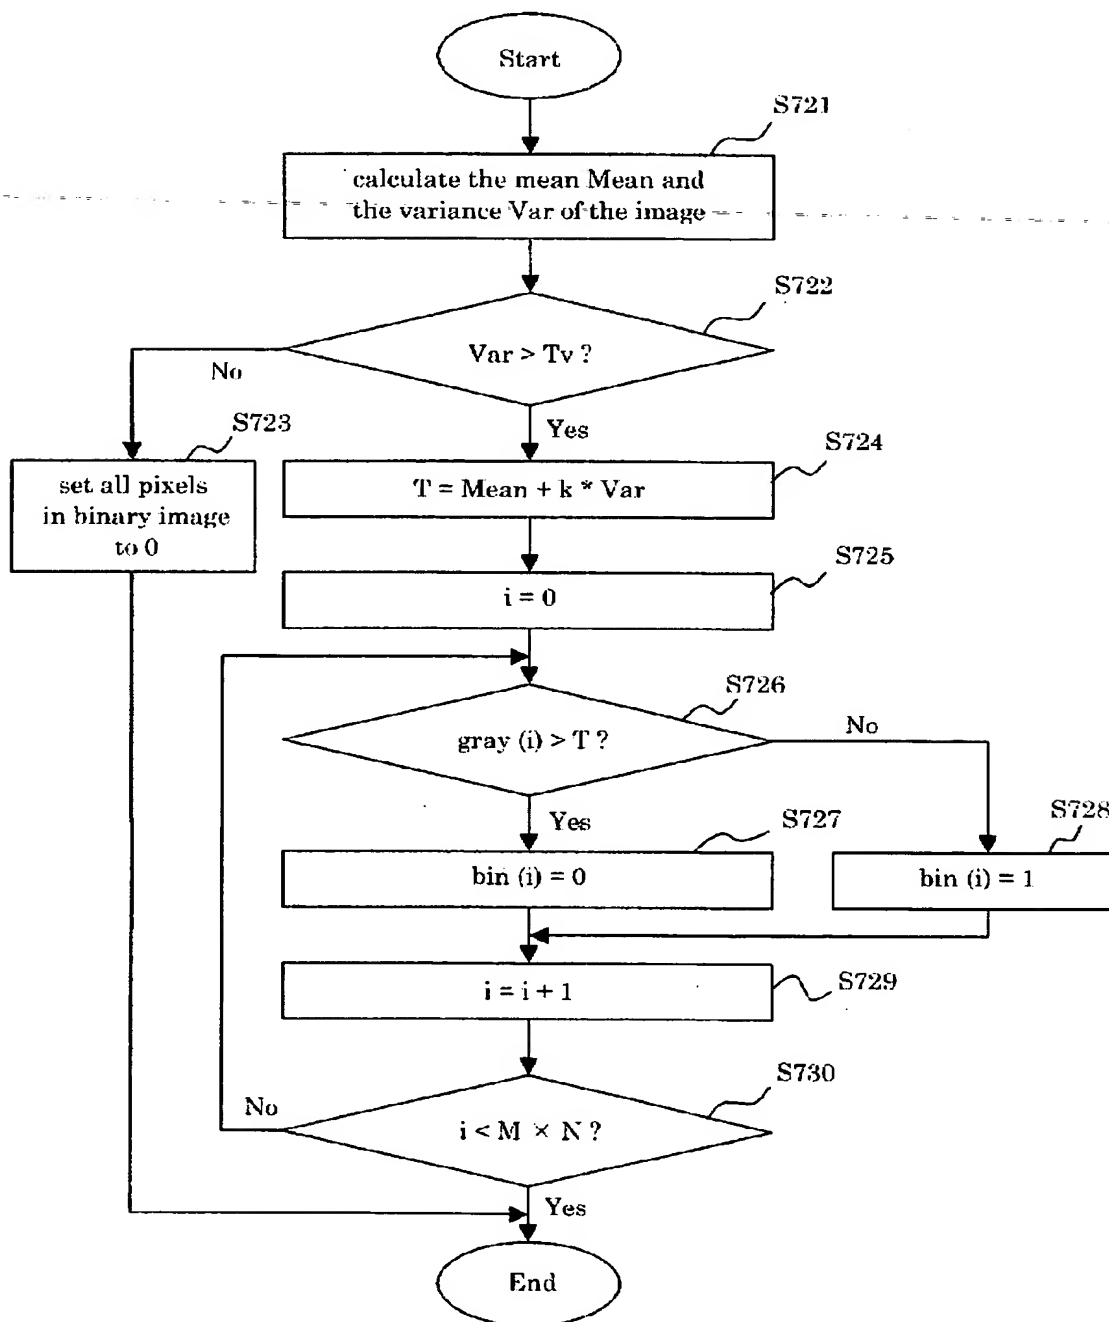 Start
S721
calculate the mean Mean and
the variance Var of the image
S722
Var > Tv ?
No
Yes
S723
set all pixels
in binary image
to 0
S724
T = Mean + k * Var
S725
i = 0
S726
gray (i) > T ?
No
Yes
S727
bin (i) = 0
S728
bin (i) = 1
S729
i = i + 1
S730
i < M × N ?
No
Yes
End